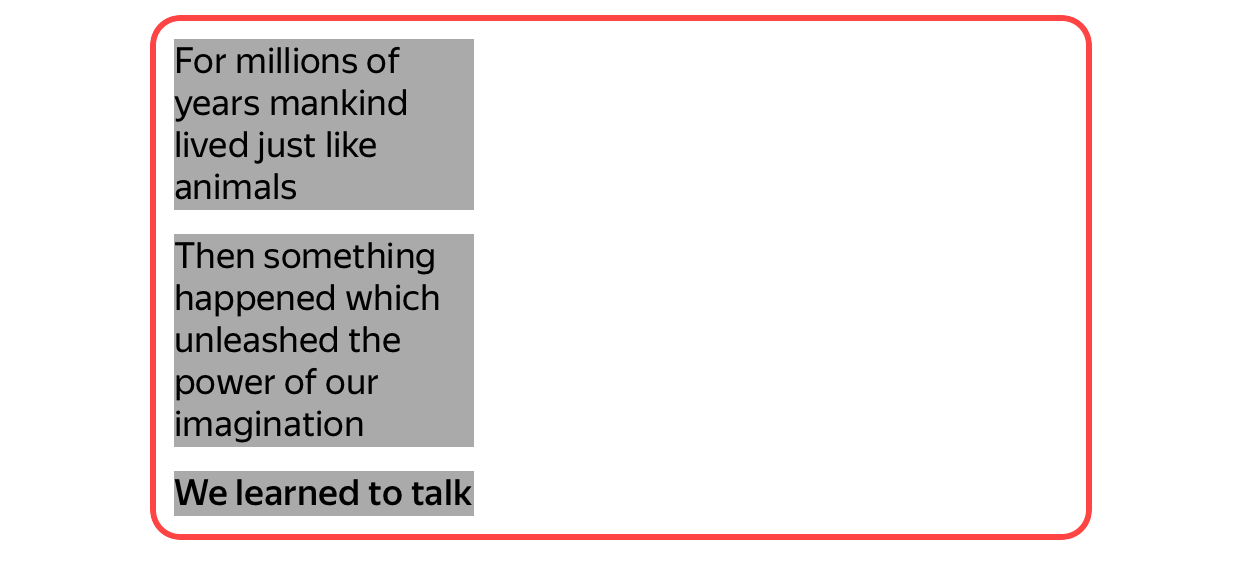 For millions of
years mankind
lived just like
animals
Then something
happened which
unleashed the
power of our
imagination
We learned to talk